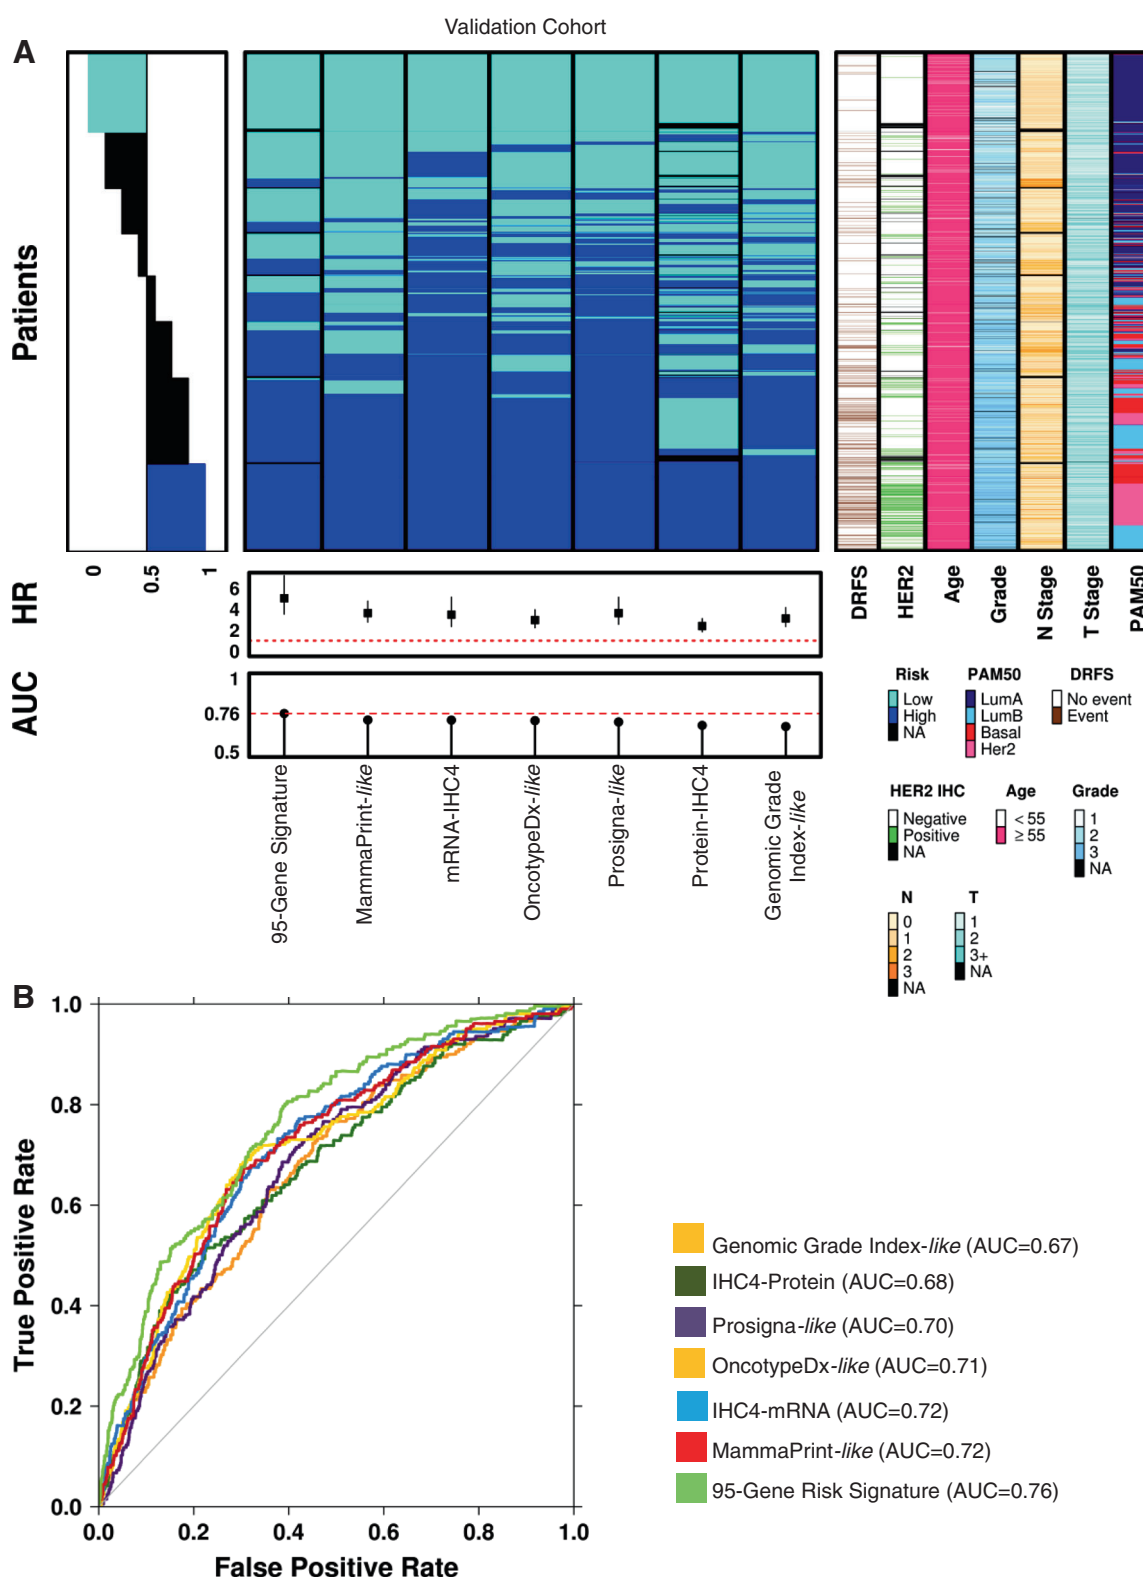 Validation Cohort
A
Patients
0
0.5
1
HR
6
4
2
0
AUC
1
0.76
0.5
95-Gene Signature
MammaPrint-like
mRNA-IHC4
OncotypeDx-like
Prosigna-like
Protein-IHC4
Genomic Grade
Index-like
DRFS
HER2
Age
Grade
N Stage
T Stage
PAM50
Risk
Low
High
NA
PAM50
LumA
LumB
Basal
Her2
DRFS
No event
Event
HER2 IHC
Negative
Positive
NA
Age
< 55
≥ 55
Grade
1
2
3
NA
N
0
1
2
3
NA
T
1
2
3+
NA
B
True Positive Rate
1.0
0.8
0.6
0.4
0.2
0.0
0.0
0.2
0.4
0.6
0.8
1.0
False Positive Rate
Genomic Grade Index-like (AUC=0.67)
IHC4-Protein (AUC=0.68)
Prosigna-like (AUC=0.70)
OncotypeDx-like (AUC=0.71)
IHC4-mRNA (AUC=0.72)
MammaPrint-like (AUC=0.72)
95-Gene Risk Signature (AUC=0.76)